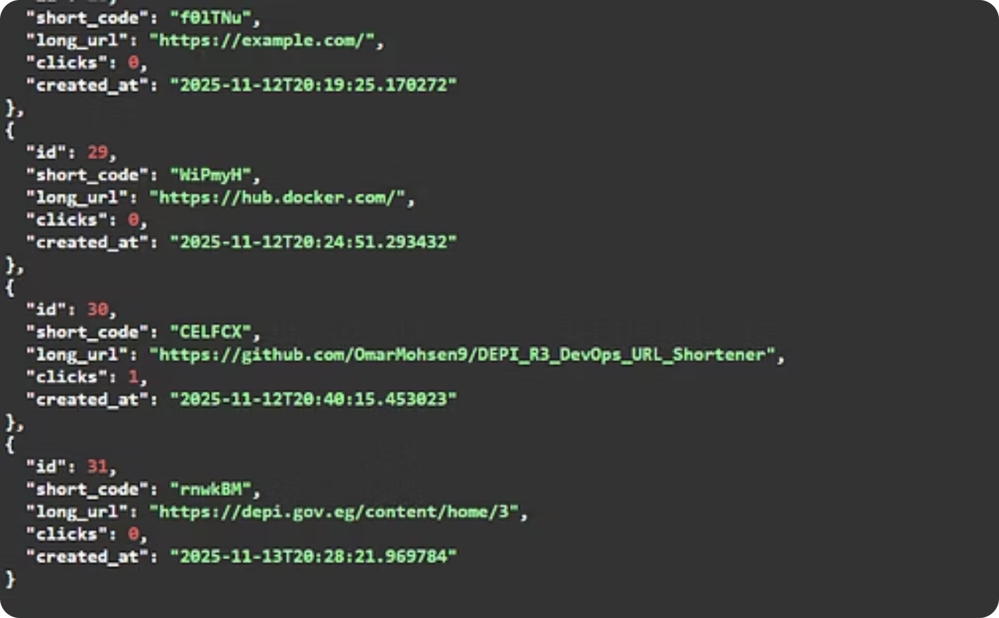 "short_code": "f0lTNu",
"long_url": "https://example.com/",
"clicks": 0,
"created_at": "2025-11-12T20:19:25.170272"
},
{
"id": 29,
"short_code": "WiPmyH",
"long_url": "https://hub.docker.com/",
"clicks": 0,
"created_at": "2025-11-12T20:24:51.293432"
},
{
"id": 30,
"short_code": "CELFCX",
"long_url": "https://github.com/OmarMohsen9/DEPI_R3_DevOps_URL_Shortener",
"clicks": 1,
"created_at": "2025-11-12T20:40:15.453023"
},
{
"id": 31,
"short_code": "rnwkBM",
"long_url": "https://depi.gov.eg/content/home/3",
"clicks": 0,
"created_at": "2025-11-13T20:28:21.969784"
}